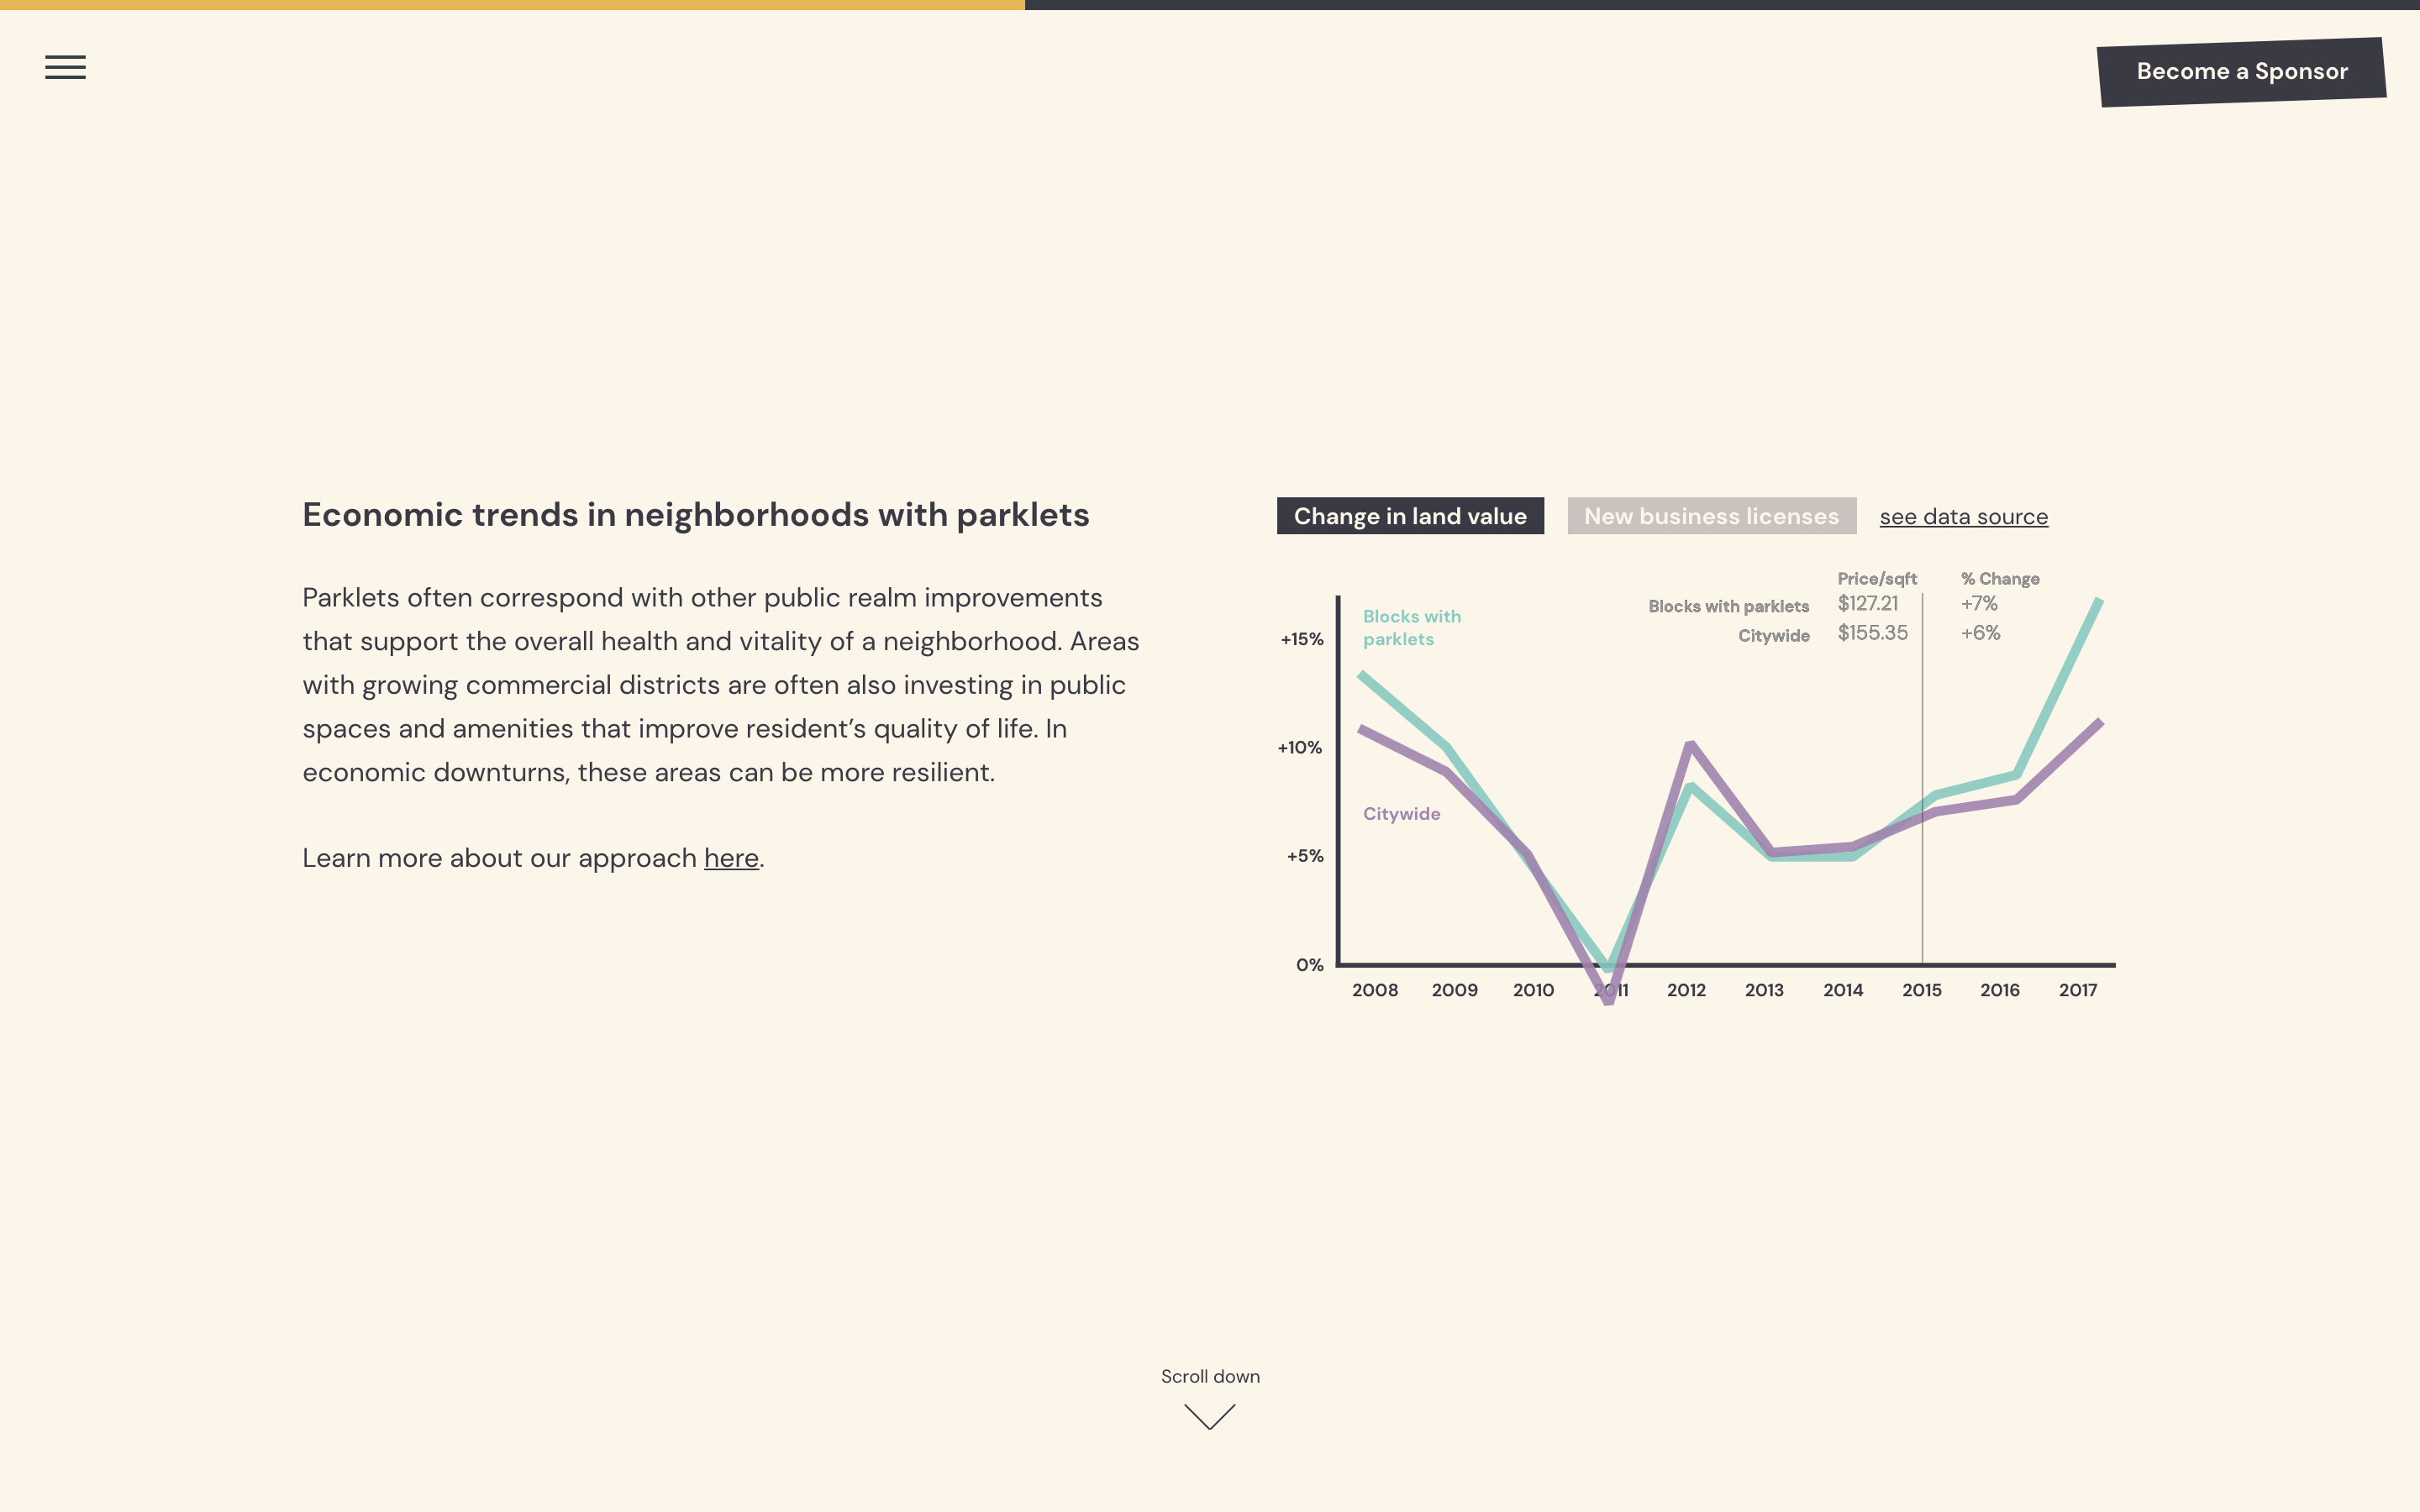 Become a Sponsor
Economic trends in neighborhoods with parklets
Parklets often correspond with other public realm improvements
that support the overall health and vitality of a neighborhood. Areas
with growing commercial districts are often also investing in public
spaces and amenities that improve resident’s quality of life. In
economic downturns, these areas can be more resilient.
Learn more about our approach here.
Change in land value New business licenses see data source
Price/sqft % Change
Blocks with parklets $127.21 +7%
Citywide $155.35 +6%
Blocks with
parklets
Citywide
+15%
+10%
+5%
0%
2008 2009 2010 2011 2012 2013 2014 2015 2016 2017
Scroll down